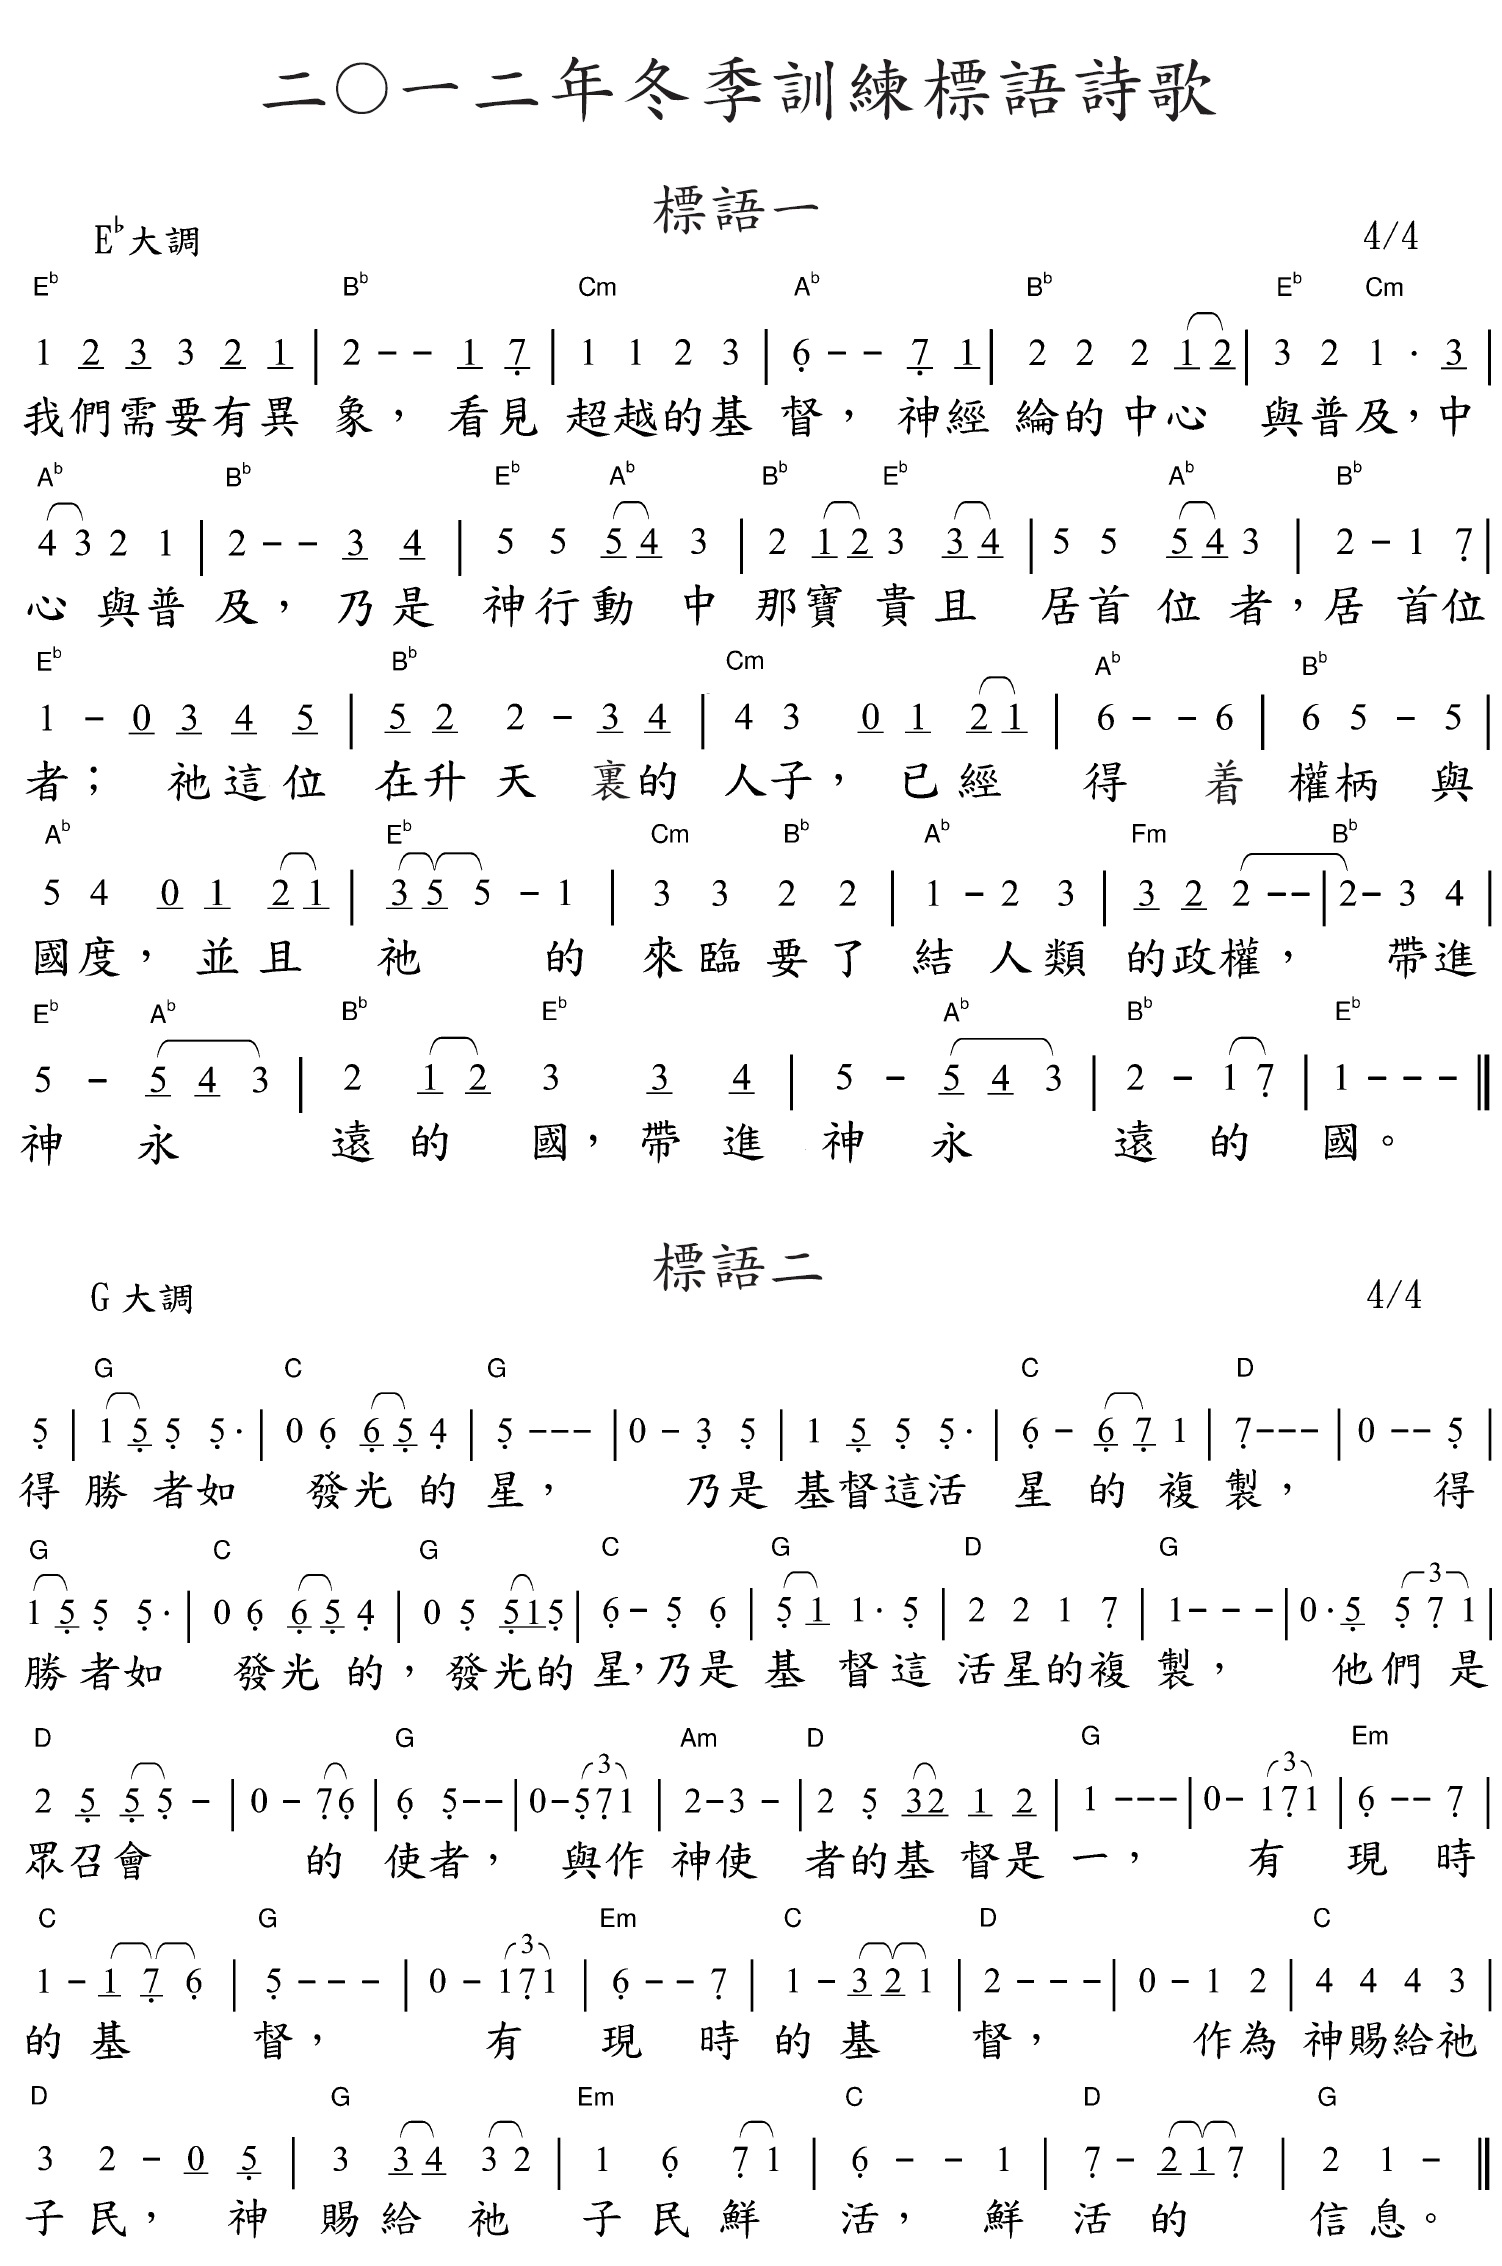 二〇一二年冬季訓練標語詩歌
標語一
E♭大調 4/4
E♭ B♭ Cm A♭ B♭ E♭ Cm
1 2 3 3 2 1 | 2 - - 1 7̣ | 1 1 2 3 | 6̣ - - 7̣ 1 | 2 2 2 1 2 | 3 2 1 · 3 |
我們需要有異 象， 看見 超越的基 督， 神經 綸的中心 與普及，中
A♭ B♭ E♭ A♭ B♭ E♭ A♭ B♭
4 3 2 1 | 2 - - 3 4 | 5 5 5 4 3 | 2 1 2 3 3 4 | 5 5 5 4 3 | 2 - 1 7̣ |
心 與普 及， 乃是 神行動 中 那寶 貴且 居首 位 者，居 首位
E♭ B♭ Cm A♭ B♭
1 - 0 3 4 5 | 5 2 2 - 3 4 | 4 3 0 1 2 1 | 6 - - 6 | 6 5 - 5 |
者； 祂這位 在升 天 裏的 人子， 已經 得 着 權柄 與
A♭ E♭ Cm B♭ A♭ Fm B♭
5 4 0 1 2 1 | 3 5 5 - 1 | 3 3 2 2 | 1 - 2 3 | 3 2 2 - - | 2 - 3 4 |
國度， 並且 祂 的 來臨要了 結 人類 的政權， 帶進
E♭ A♭ B♭ E♭ A♭ B♭ E♭
5 - 5 4 3 | 2 1 2 3 3 4 | 5 - 5 4 3 | 2 - 1 7̣ | 1 - - - ‖
神 永 遠 的 國，帶 進 神 永 遠 的 國。
標語二
G 大調 4/4
G C G C D
5̣ | 1 5̣ 5̣ 5̣ · | 0 6̣ 6̣ 5̣ 4̣ | 5̣ - - - | 0 - 3̣ 5̣ | 1 5̣ 5̣ 5̣ · | 6̣ - 6̣ 7̣ 1 | 7̣ - - - | 0 - - 5̣ |
得 勝 者如 發光 的 星， 乃是 基督這活 星 的 複 製， 得
G C G C G D G
1 5̣ 5̣ 5̣ · | 0 6̣ 6̣ 5̣ 4̣ | 0 5̣ 5̣ 1 5̣ | 6̣ - 5̣ 6̣ | 5̣ 1 1 · 5̣ | 2 2 1 7̣ | 1 - - - | 0 · 5̣ 3 5̣ 7̣ 1 |
勝者如 發光 的，發光的 星，乃是 基 督這 活星的複 製， 他們 是
D G Am D G Em
2 5̣ 5̣ 5̣ - | 0 - 7̣ 6̣ | 6̣ 5̣ - - | 0 - 3 5̣ 7̣ 1 | 2 - 3 - | 2 5̣ 3 2 1 2 | 1 - - - | 0 - 3 1 7̣ 1 | 6̣ - - 7̣ |
眾召會 的 使者， 與作 神使 者的基 督是 一， 有 現 時
C G Em C D C
1 - 1 7̣ 6̣ | 5̣ - - - | 0 - 3 1 7̣ 1 | 6̣ - - 7̣ | 1 - 3 2 1 | 2 - - - | 0 - 1 2 | 4 4 4 3 |
的 基 督， 有 現 時 的 基 督， 作為 神賜給祂
D G Em C D G
3 2 - 0 5̣ | 3 3 4 3 2 | 1 6̣ 7̣ 1 | 6̣ - - 1 | 7̣ - 2 1 7̣ | 2 1 - ‖
子民， 神 賜 給 祂 子 民 鮮 活， 鮮 活 的 信 息。